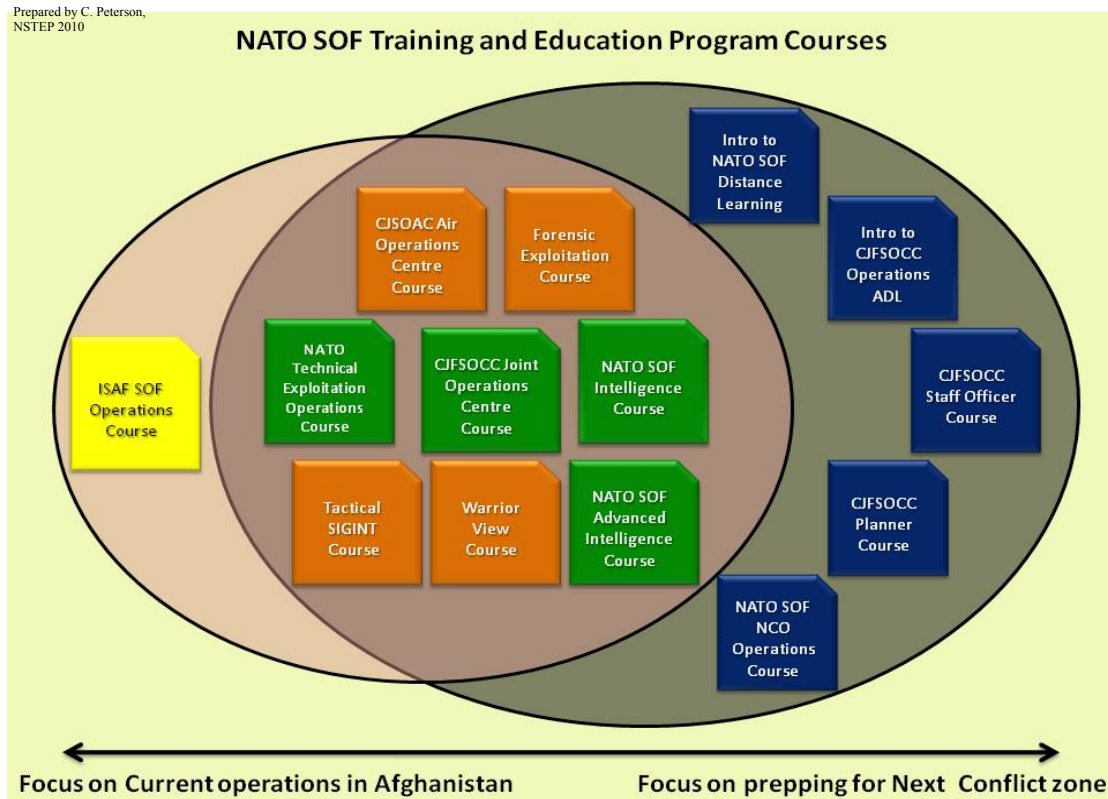 Prepared by C. Peterson,
NSTEP 2010
NATO SOF Training and Education Program Courses
Intro to
NATO SOF
Distance
Learning
CJSOAC Air
Operations
Centre
Course
Forensic
Exploitation
Course
Intro to
CJFSOCC
Operations
ADL
ISAF SOF
Operations
Course
NATO
Technical
Exploitation
Operations
Course
CJFSOCC Joint
Operations
Centre
Course
NATO SOF
Intelligence
Course
CJFSOCC
Staff Officer
Course
Tactical
SIGINT
Course
Warrior
View
Course
NATO SOF
Advanced
Intelligence
Course
CJFSOCC
Planner
Course
NATO SOF
NCO
Operations
Course
Focus on Current operations in Afghanistan
Focus on prepping for Next Conflict zone